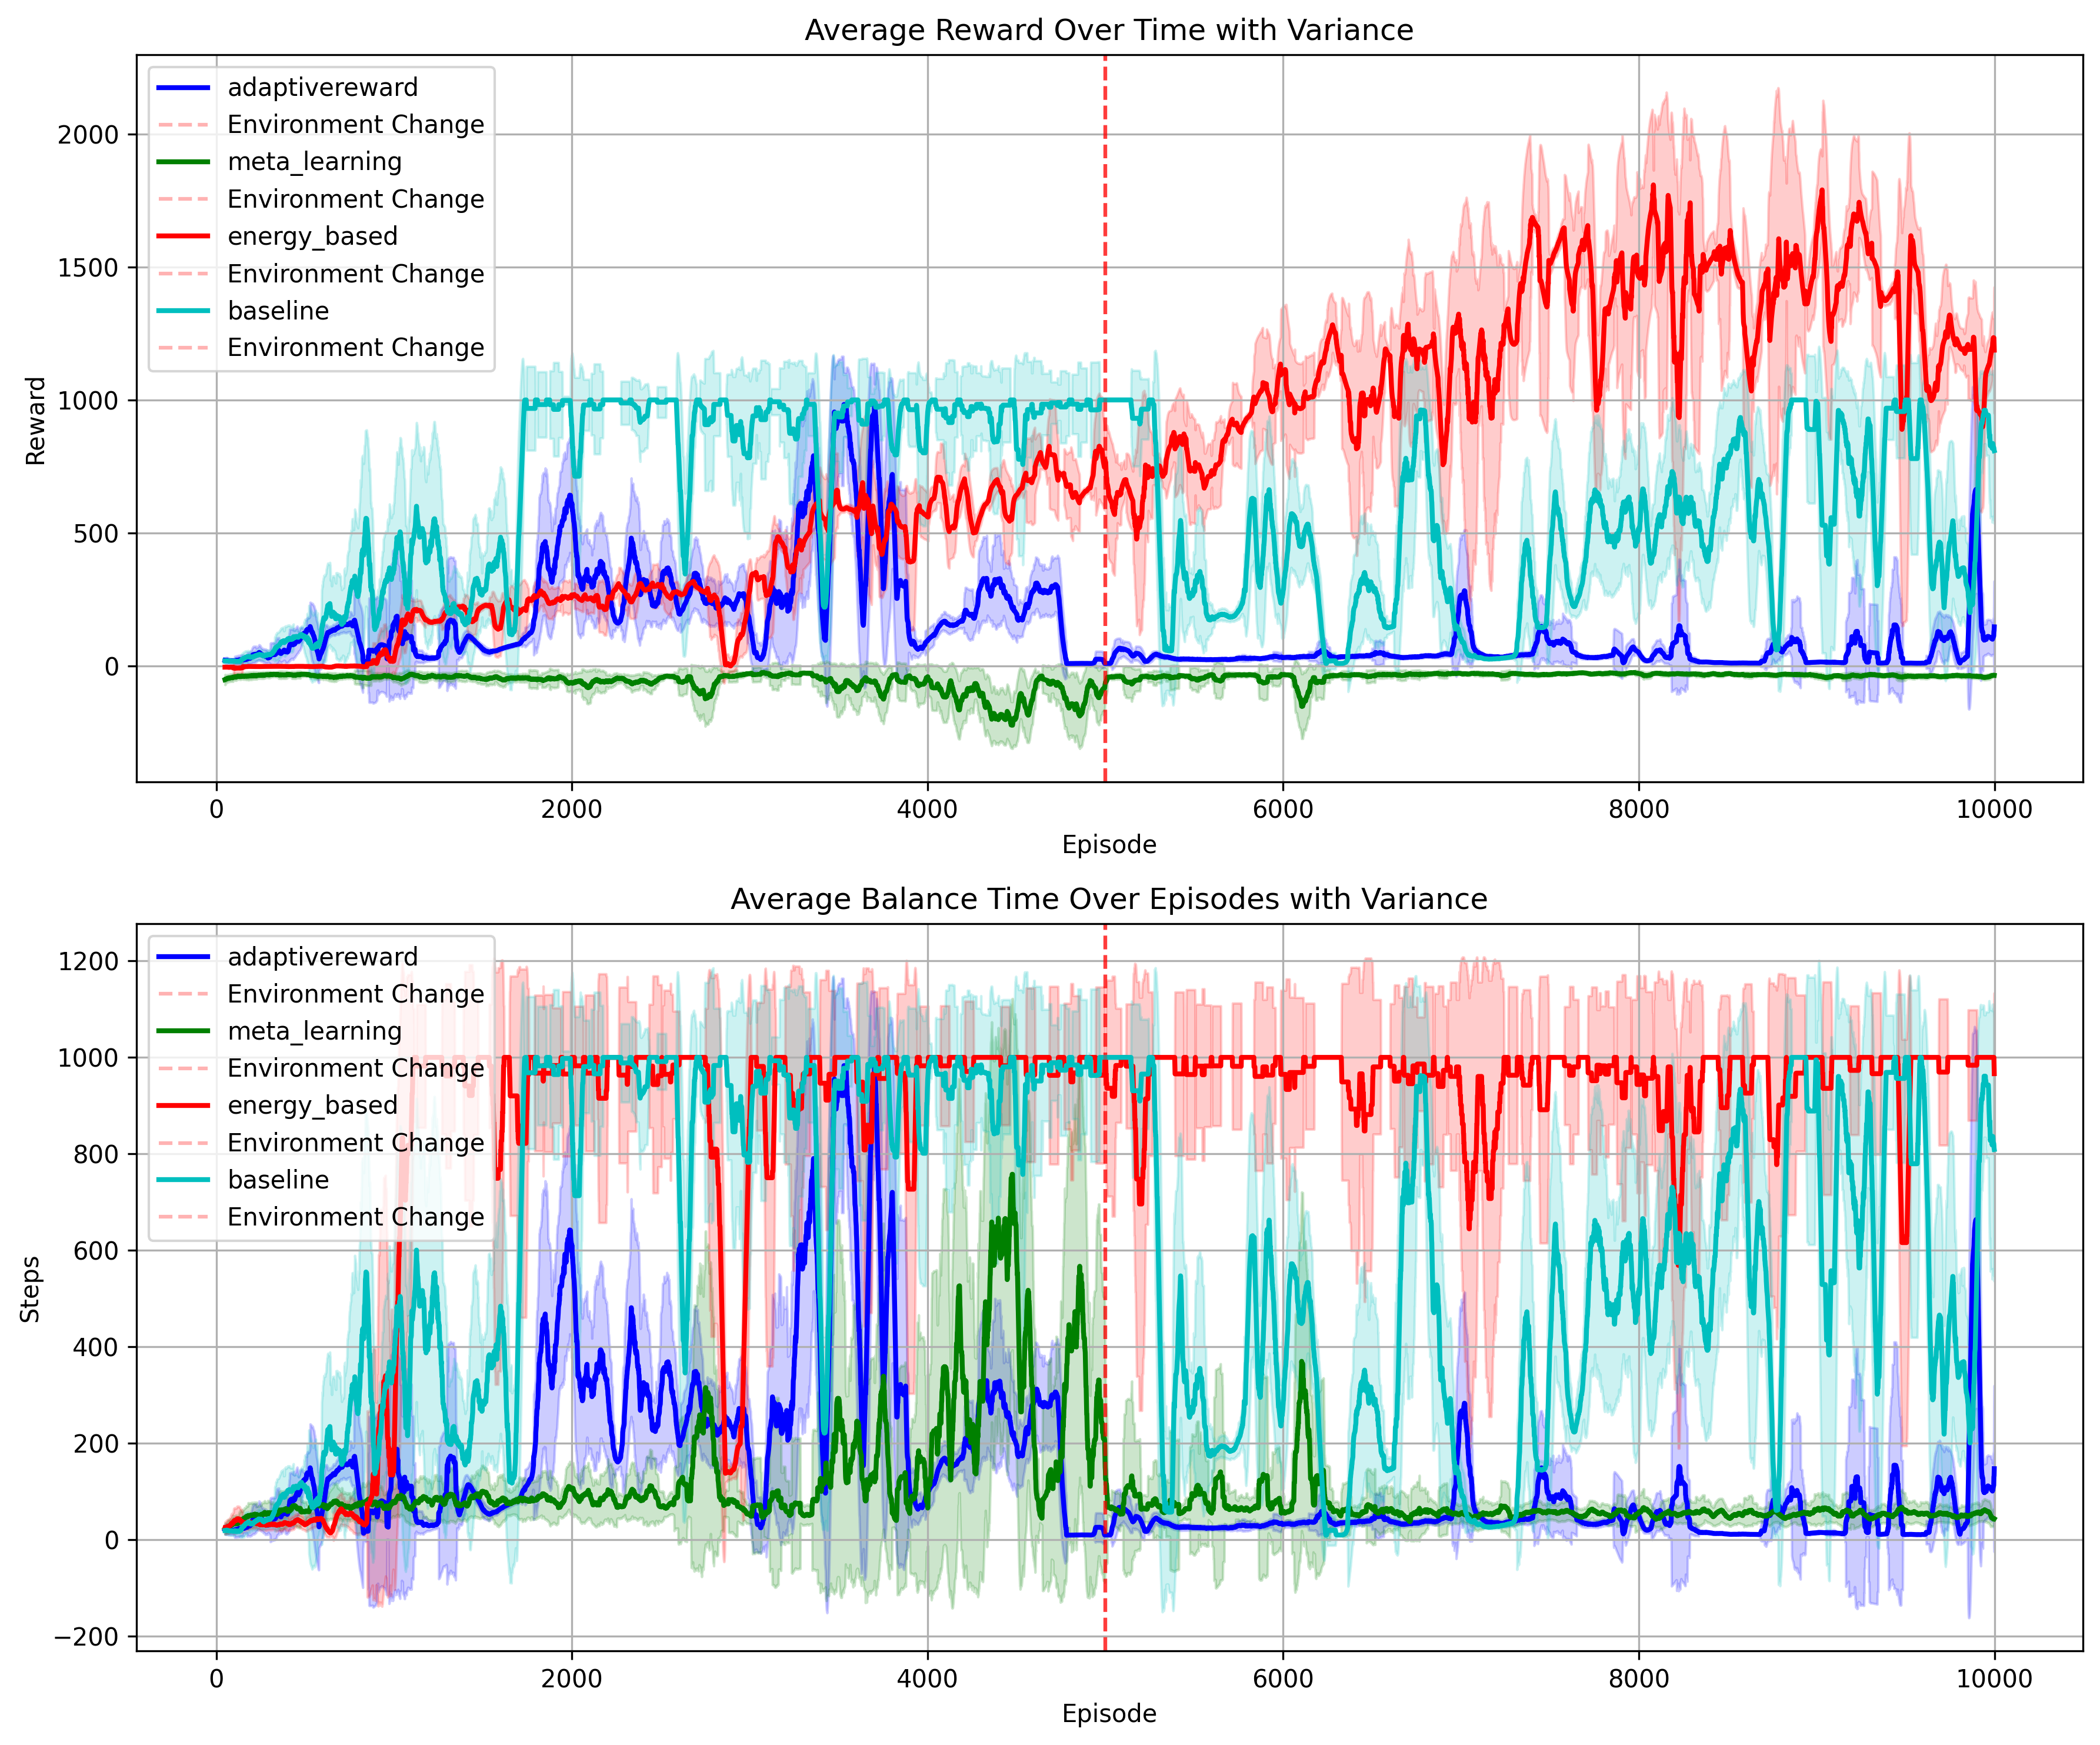 Average Reward Over Time with Variance
adaptivereward
Environment Change
meta_learning
Environment Change
energy_based
Environment Change
baseline
Environment Change
2000
1500
1000
500
0
Reward
0 2000 4000 6000 8000 10000
Episode
Average Balance Time Over Episodes with Variance
adaptivereward
Environment Change
meta_learning
Environment Change
energy_based
Environment Change
baseline
Environment Change
1200
1000
800
600
400
200
0
−200
Steps
0 2000 4000 6000 8000 10000
Episode